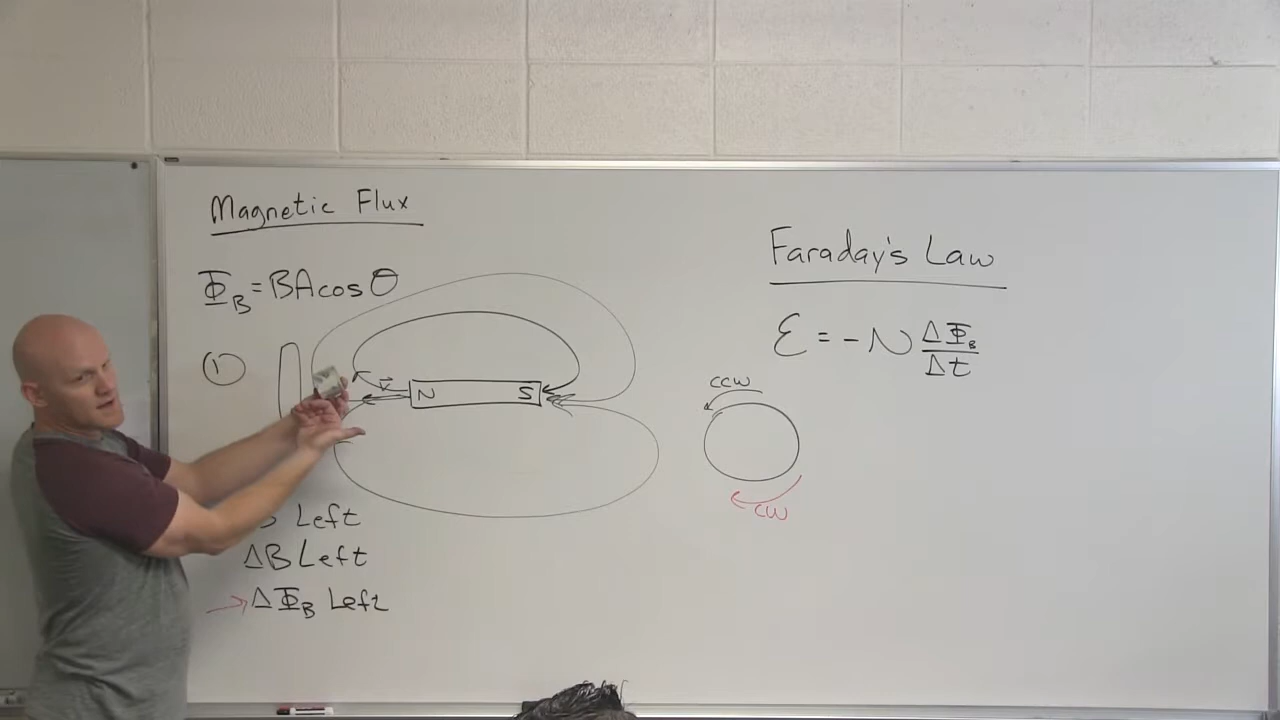 Magnetic Flux
Φ_B = BAcosθ
①
v⃗
N S
Left
ΔB Left
→ΔΦ_B Left
Faraday's Law
ℰ = -N ΔΦ_B/Δt
CCW
CW